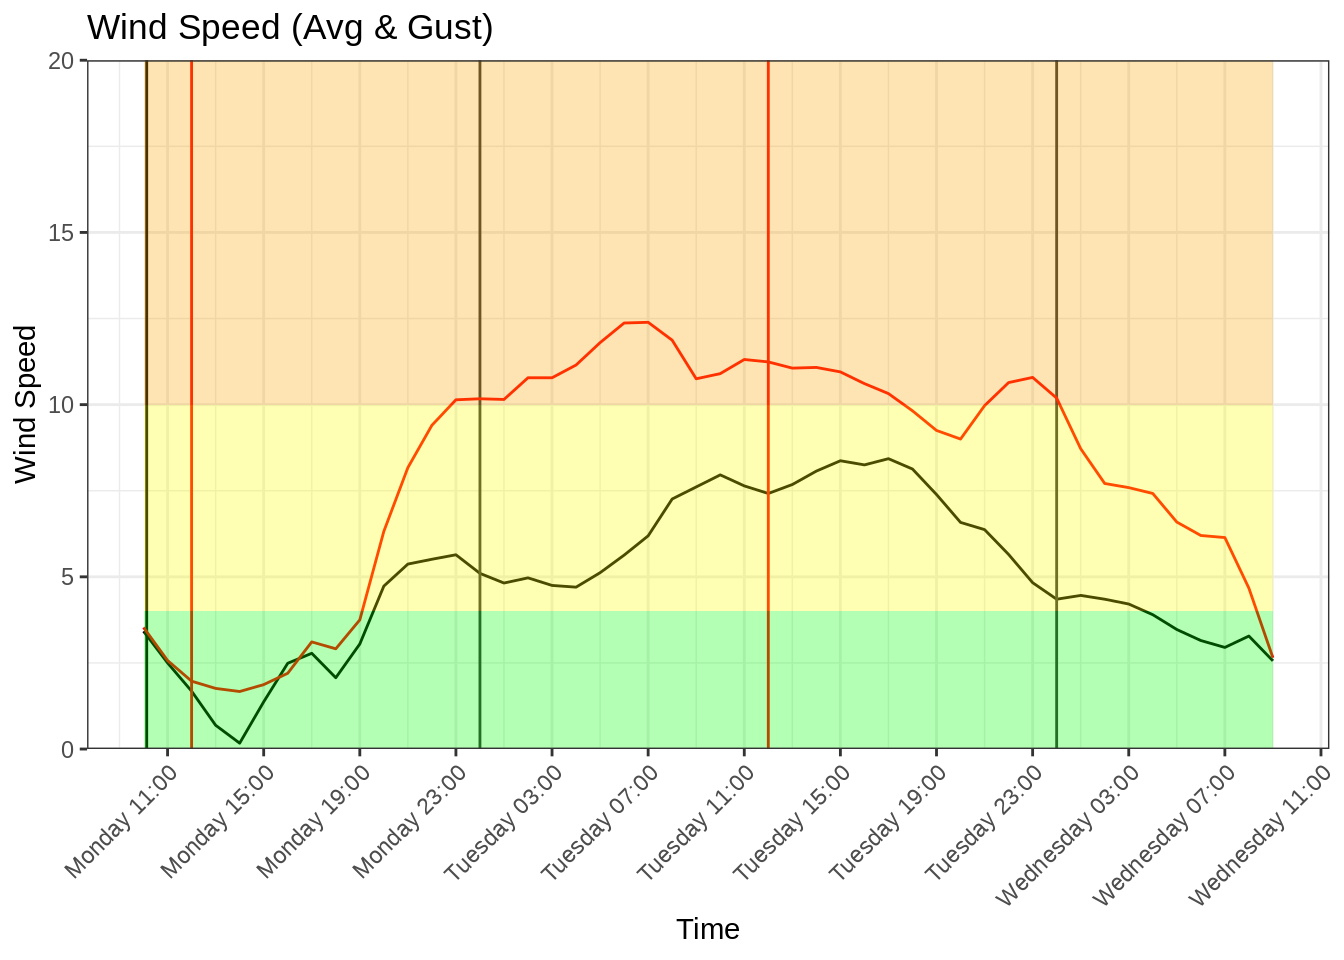 Wind Speed (Avg & Gust)
20
15
10
5
0
Wind Speed
Monday 11:00
Monday 15:00
Monday 19:00
Monday 23:00
Tuesday 03:00
Tuesday 07:00
Tuesday 11:00
Tuesday 15:00
Tuesday 19:00
Tuesday 23:00
Wednesday 03:00
Wednesday 07:00
Wednesday 11:00
Time